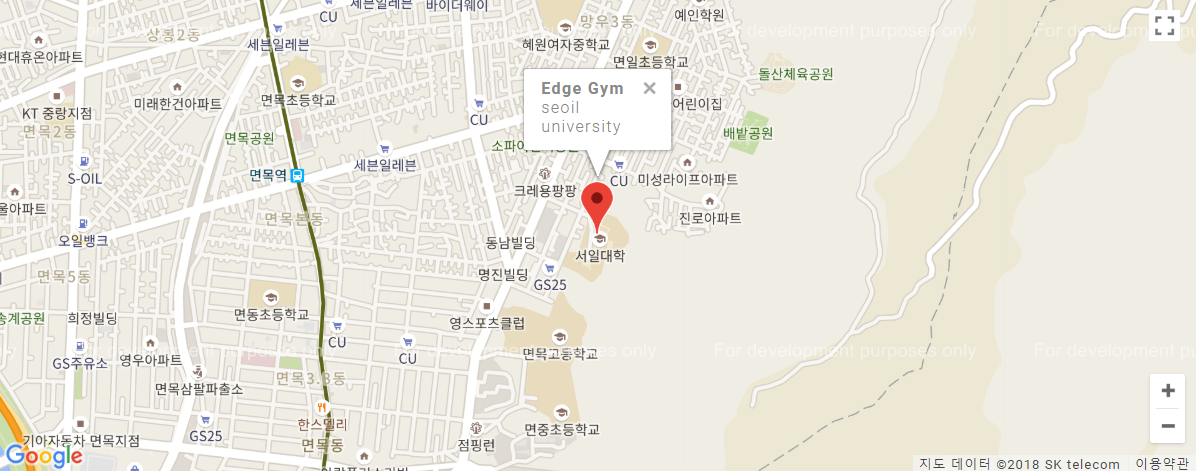 세븐일레븐
CU
바이더웨이
망우3동
예인학원
상봉2동
세븐일레븐
혜원여자중학교
현대휴온아파트
면일초등학교
For development purposes only
돌산체육공원
미래한건아파트
면목초등학교
Edge Gym
seoil
university
어린이집
KT 중랑지점
CU
면목2동
면목공원
배밭공원
세븐일레븐
S-OIL
면목역
CU
미성라이프아파트
크레용팡팡
울아파트
면목본동
진로아파트
오일뱅크
동남빌딩
서일대학
면목5동
명진빌딩
GS25
송계공원
희정빌딩
면동초등학교
영스포츠클럽
CU
CU
GS주유소
영우아파트
면목고등학교
For development purposes only
For development purposes only
면목3.8동
면목삼팔파출소
한스델리
GS25
면중초등학교
기아자동차 면목지점
면목동
점핑런
Google
지도 데이터 ©2018 SK telecom
이용약관